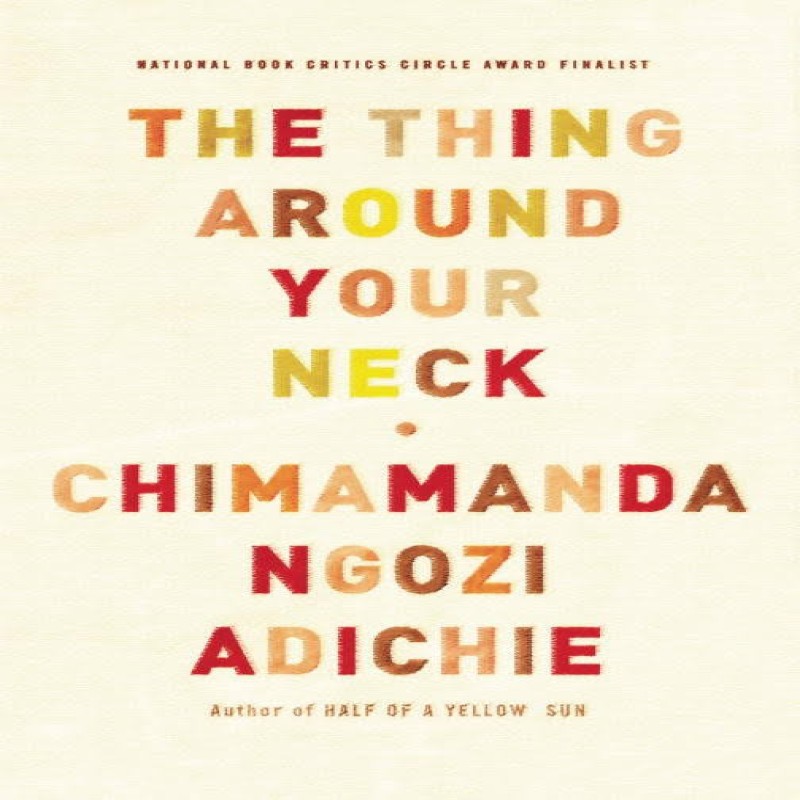 NATIONAL BOOK CRITICS CIRCLE AWARD FINALIST
THE THING
AROUND
YOUR
NECK
CHIMAMANDA
NGOZI
ADICHIE
Author of HALF OF A YELLOW SUN